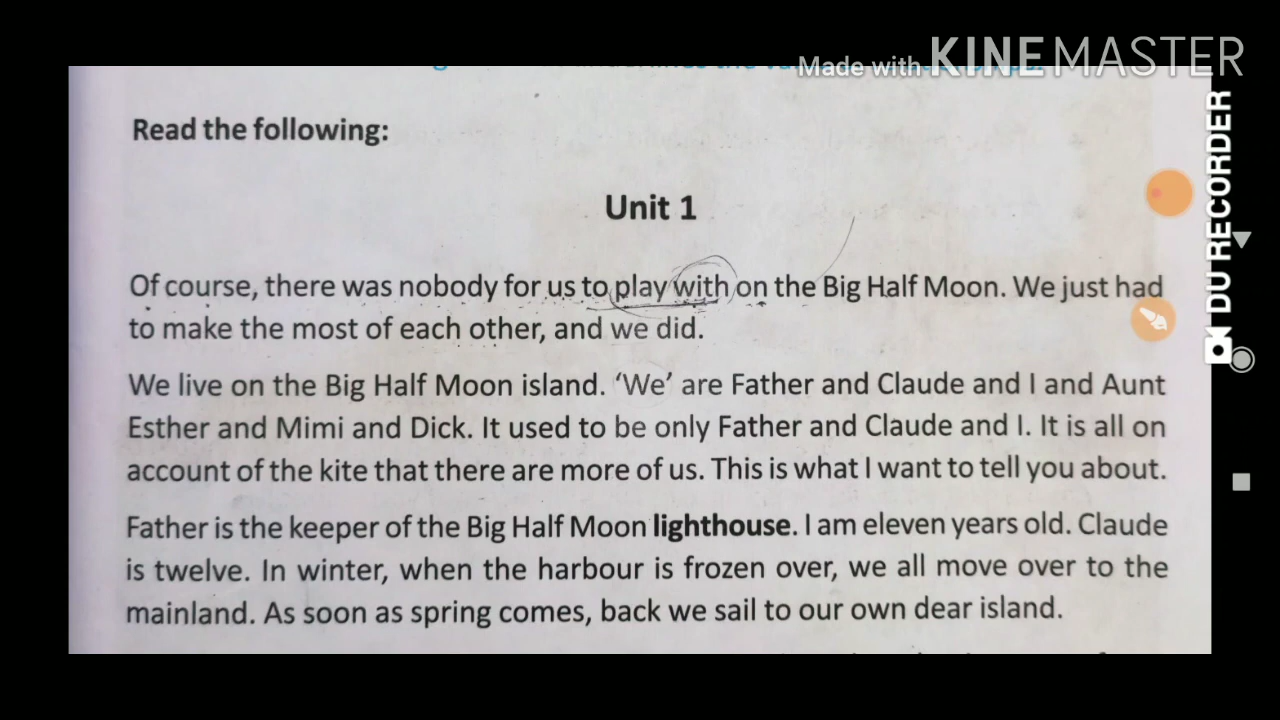 Made with KINEMASTER
DU RECORDER
Read the following:
Unit 1
Of course, there was nobody for us to play with on the Big Half Moon. We just had
to make the most of each other, and we did.
We live on the Big Half Moon island. ‘We’ are Father and Claude and I and Aunt
Esther and Mimi and Dick. It used to be only Father and Claude and I. It is all on
account of the kite that there are more of us. This is what I want to tell you about.
Father is the keeper of the Big Half Moon lighthouse. I am eleven years old. Claude
is twelve. In winter, when the harbour is frozen over, we all move over to the
mainland. As soon as spring comes, back we sail to our own dear island.